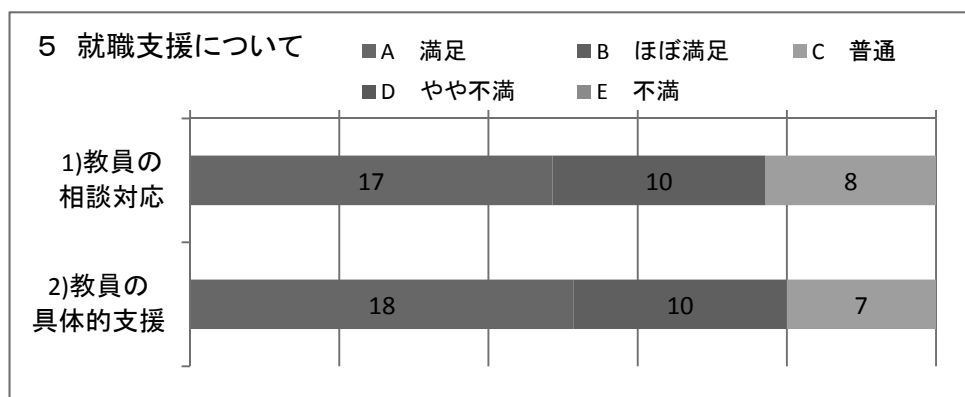 5 就職支援について
■A 満足 ■B ほぼ満足 ■C 普通
■D やや不満 ■E 不満
1)教員の
相談対応
17 10 8
2)教員の
具体的支援
18 10 7